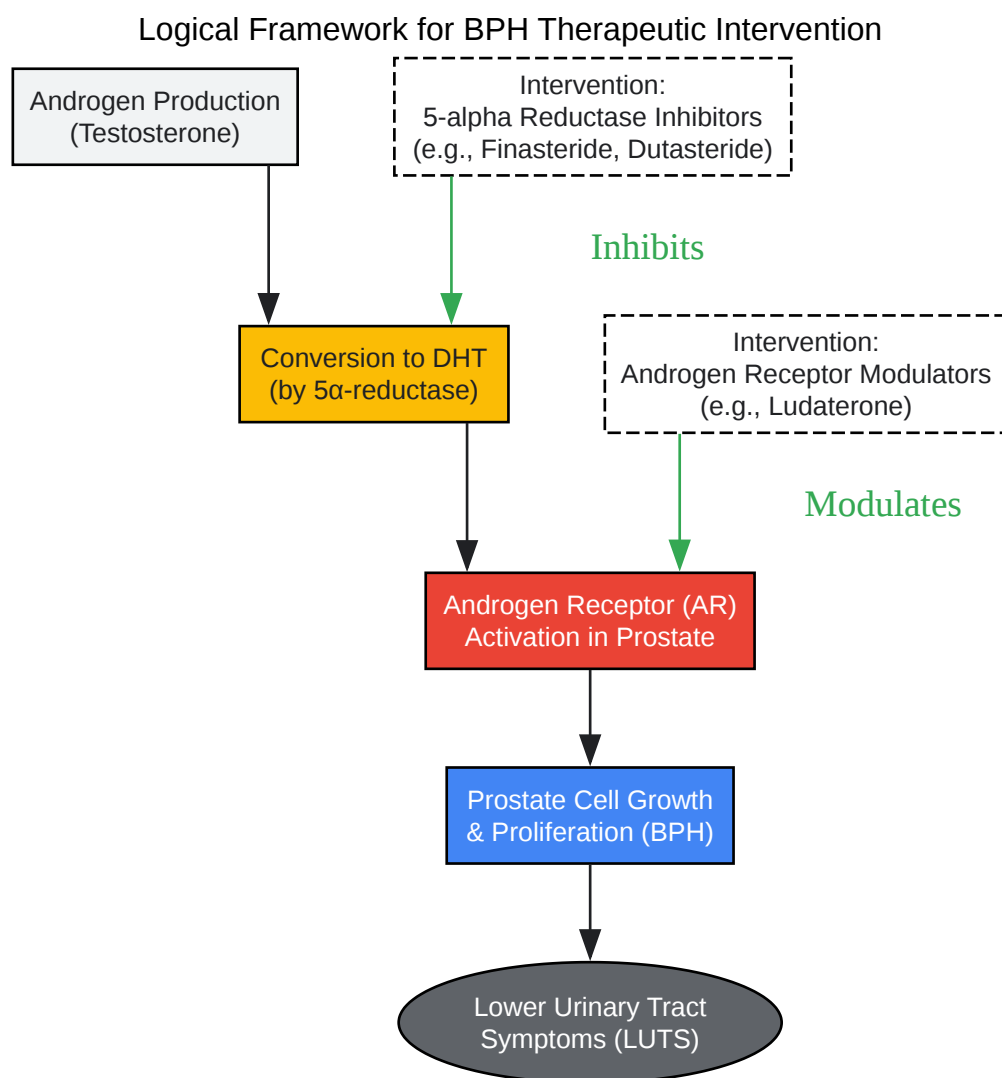 Logical Framework for BPH Therapeutic Intervention
Androgen Production
(Testosterone)
Intervention:
5-alpha Reductase Inhibitors
(e.g., Finasteride, Dutasteride)
Inhibits
Conversion to DHT
(by 5α-reductase)
Intervention:
Androgen Receptor Modulators
(e.g., Ludaterone)
Modulates
Androgen Receptor (AR)
Activation in Prostate
Prostate Cell Growth
& Proliferation (BPH)
Lower Urinary Tract
Symptoms (LUTS)